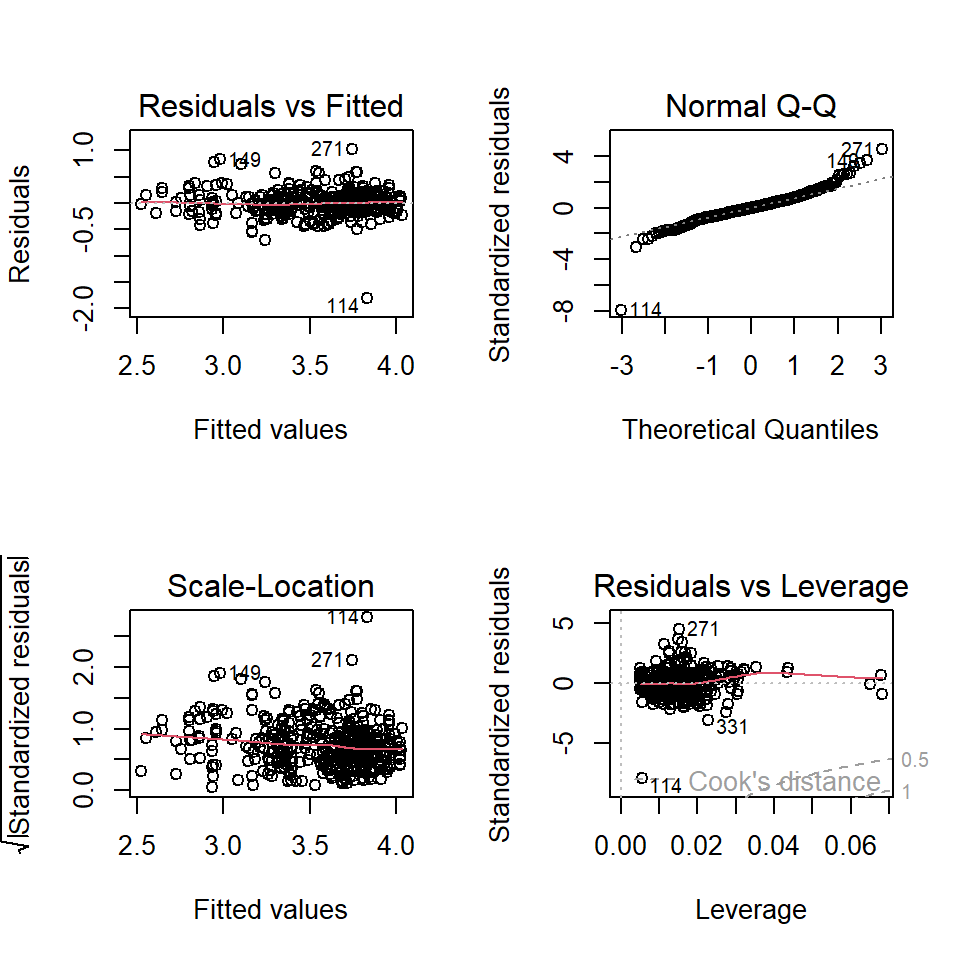 Residuals vs Fitted
Residuals
1.0
-0.5
-2.0
149
271
114
2.5 3.0 3.5 4.0
Fitted values
Normal Q-Q
Standardized residuals
4
0
-4
-8
271
149
114
-3 -1 0 1 2 3
Theoretical Quantiles
Scale-Location
√|Standardized residuals|
2.0
1.0
0.0
114
271
149
2.5 3.0 3.5 4.0
Fitted values
Residuals vs Leverage
Standardized residuals
5
0
-5
271
331
114
Cook's distance
0.5
1
0.00 0.02 0.04 0.06
Leverage